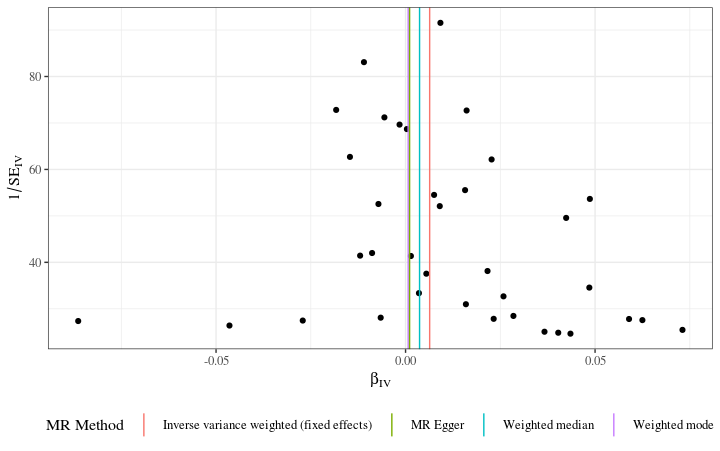 80
60
40
1/SE_IV
-0.05
0.00
0.05
β_IV
MR Method
Inverse variance weighted (fixed effects)
MR Egger
Weighted median
Weighted mode